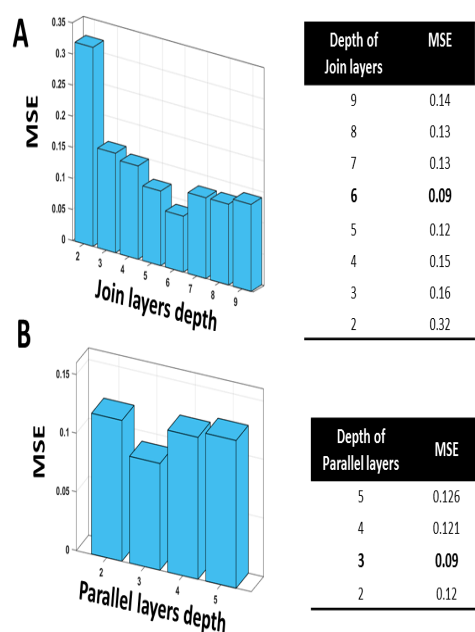 A
0.35
0.3
0.25
0.2
0.15
0.1
0.05
0
MSE
2 3 4 5 6 7 8 9
Join layers depth
Depth of MSE
Join layers
9 0.14
8 0.13
7 0.13
6 0.09
5 0.12
4 0.15
3 0.16
2 0.32
B
0.15
0.1
0.05
0
MSE
2 3 4 5
Parallel layers depth
Depth of
Parallel layers MSE
5 0.126
4 0.121
3 0.09
2 0.12